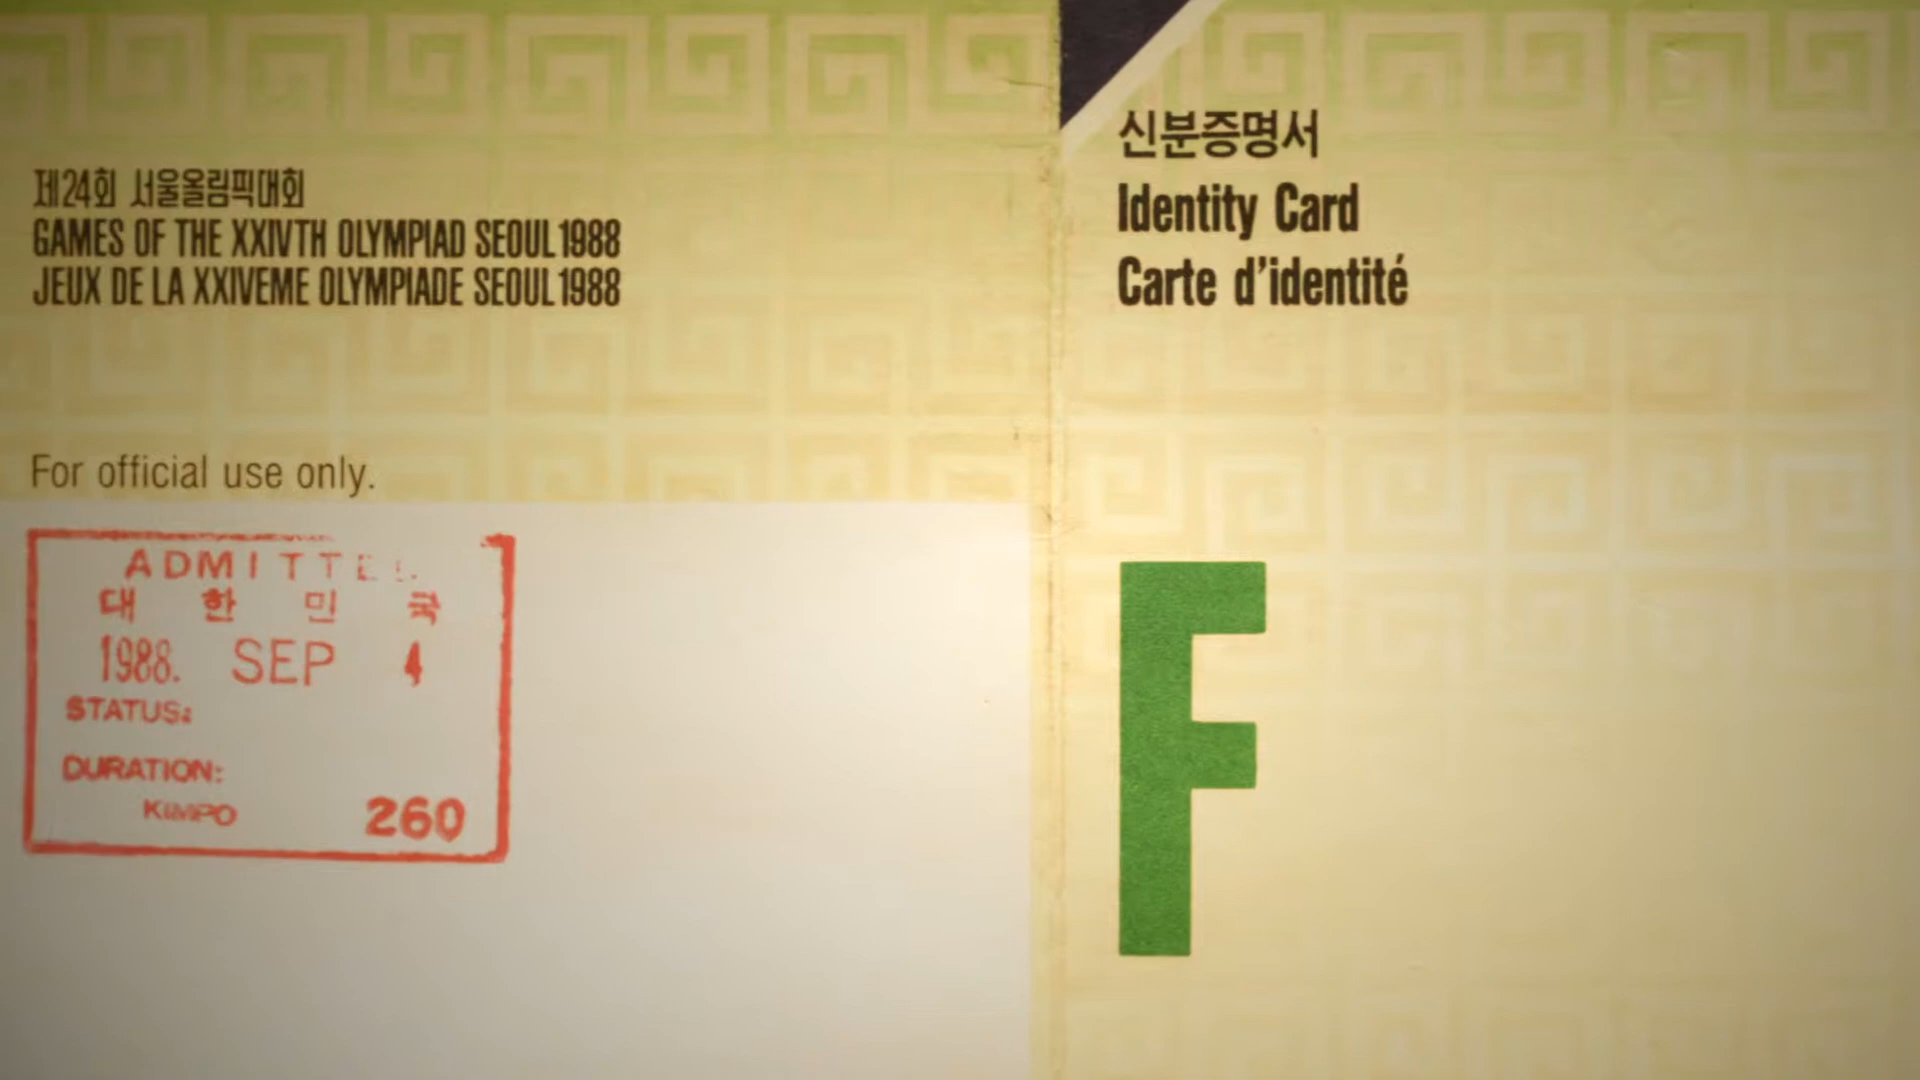 제24회 서울올림픽대회
GAMES OF THE XXIVTH OLYMPIAD SEOUL 1988
JEUX DE LA XXIVEME OLYMPIADE SEOUL 1988
For official use only.
ADMITTED
대 한 민 국
1988. SEP 4
STATUS:
DURATION:
KIMPO 260
신분증명서
Identity Card
Carte d'identité
F